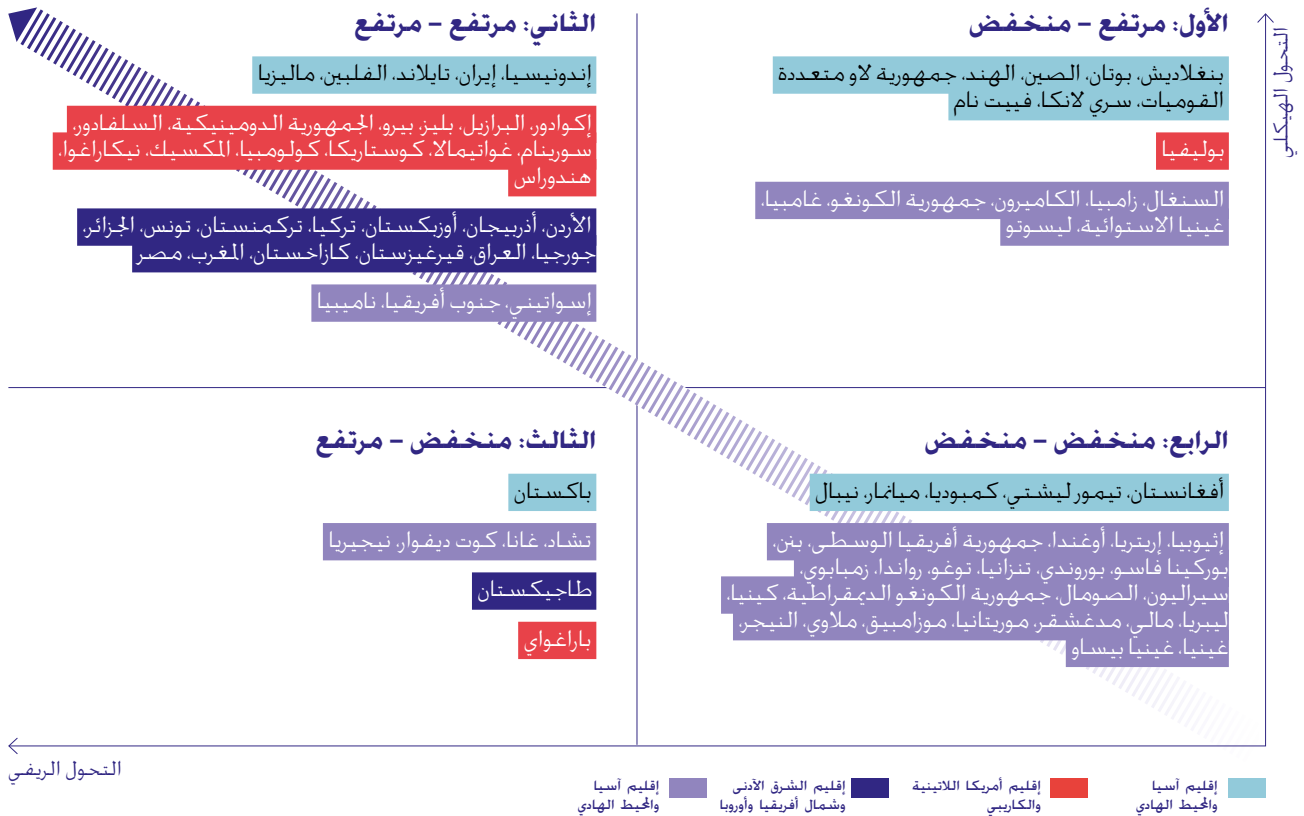 التحول الهيكلي
الأول: مرتفع – منخفض
بنغلاديش، بوتان، الصين، الهند، جمهورية لاو متعددة
القوميات، سري لانكا، فييت نام
بوليفيا
السنغال، زامبيا، الكاميرون، جمهورية الكونغو، غامبيا،
غينيا الاستوائية، ليسوتو
الثاني: مرتفع – مرتفع
إندونيسيا، إيران، تايلاند، الفلبين، ماليزيا
إكوادور، البرازيل، بليز، بيرو، الجمهورية الدومينيكية، السلفادور،
سورينام، غواتيمالا، كوستاريكا، كولومبيا، المكسيك، نيكاراغوا،
هندوراس
الأردن، أذربيجان، أوزبكستان، تركيا، تركمنستان، تونس، الجزائر،
جورجيا، العراق، قيرغيزستان، كازاخستان، المغرب، مصر
إسواتيني، جنوب أفريقيا، ناميبيا
الرابع: منخفض – منخفض
أفغانستان، تيمور ليشتي، كمبوديا، ميانمار، نيبال
إثيوبيا، إريتريا، أوغندا، جمهورية أفريقيا الوسطى، بنن،
بوركينا فاسو، بوروندي، تنزانيا، توغو، رواندا، زمبابوي،
سيراليون، الصومال، جمهورية الكونغو الديمقراطية، كينيا،
ليبريا، مالي، مدغشقر، موريتانيا، موزامبيق، ملاوي، النيجر،
غينيا، غينيا بيساو
الثالث: منخفض – مرتفع
باكستان
تشاد، غانا، كوت ديفوار، نيجيريا
طاجيكستان
باراغواي
التحول الريفي
إقليم آسيا
والمحيط الهادي
إقليم أمريكا اللاتينية
والكاريبي
إقليم الشرق الأدنى
وشمال أفريقيا وأوروبا
إقليم آسيا
والمحيط الهادي